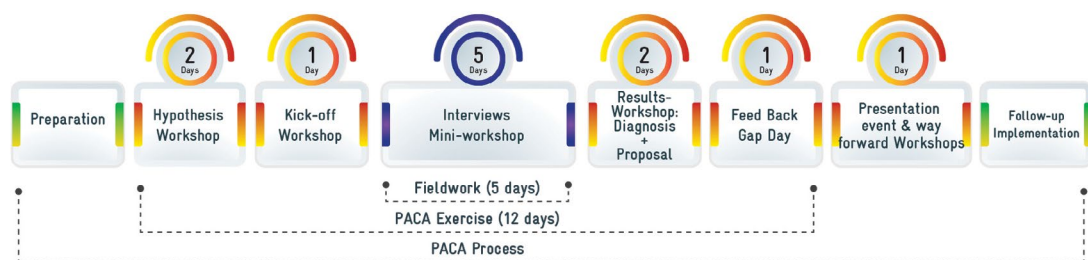 2
Days
1
Day
5
Days
2
Days
1
Day
1
Day
Preparation
Hypothesis
Workshop
Kick-off
Workshop
Interviews
Mini-workshop
Results-
Workshop:
Diagnosis
+
Proposal
Feed Back
Gap Day
Presentation
event & way
forward Workshops
Follow-up
Implementation
Fieldwork (5 days)
PACA Exercise (12 days)
PACA Process